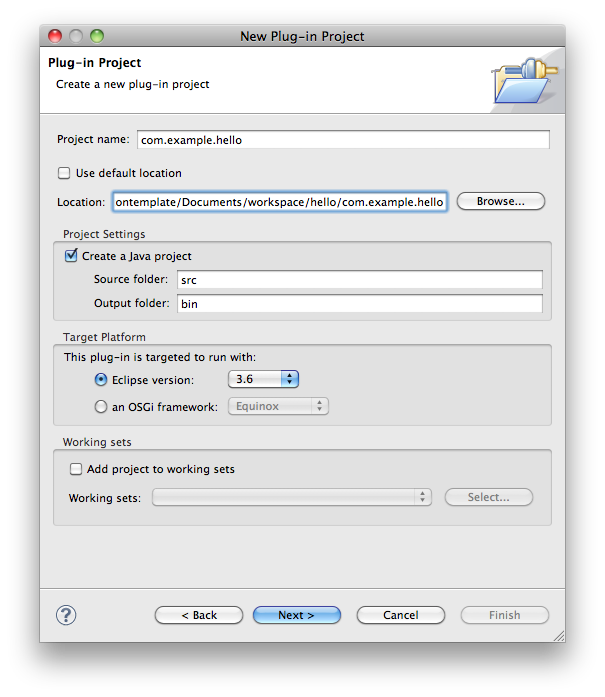 New Plug-in Project
Plug-in Project
Create a new plug-in project
Project name: com.example.hello
Use default location
Location: ontemplate/Documents/workspace/hello/com.example.hello Browse...
Project Settings
Create a Java project
Source folder: src
Output folder: bin
Target Platform
This plug-in is targeted to run with:
Eclipse version: 3.6
an OSGi framework: Equinox
Working sets
Add project to working sets
Working sets: Select...
? < Back Next > Cancel Finish